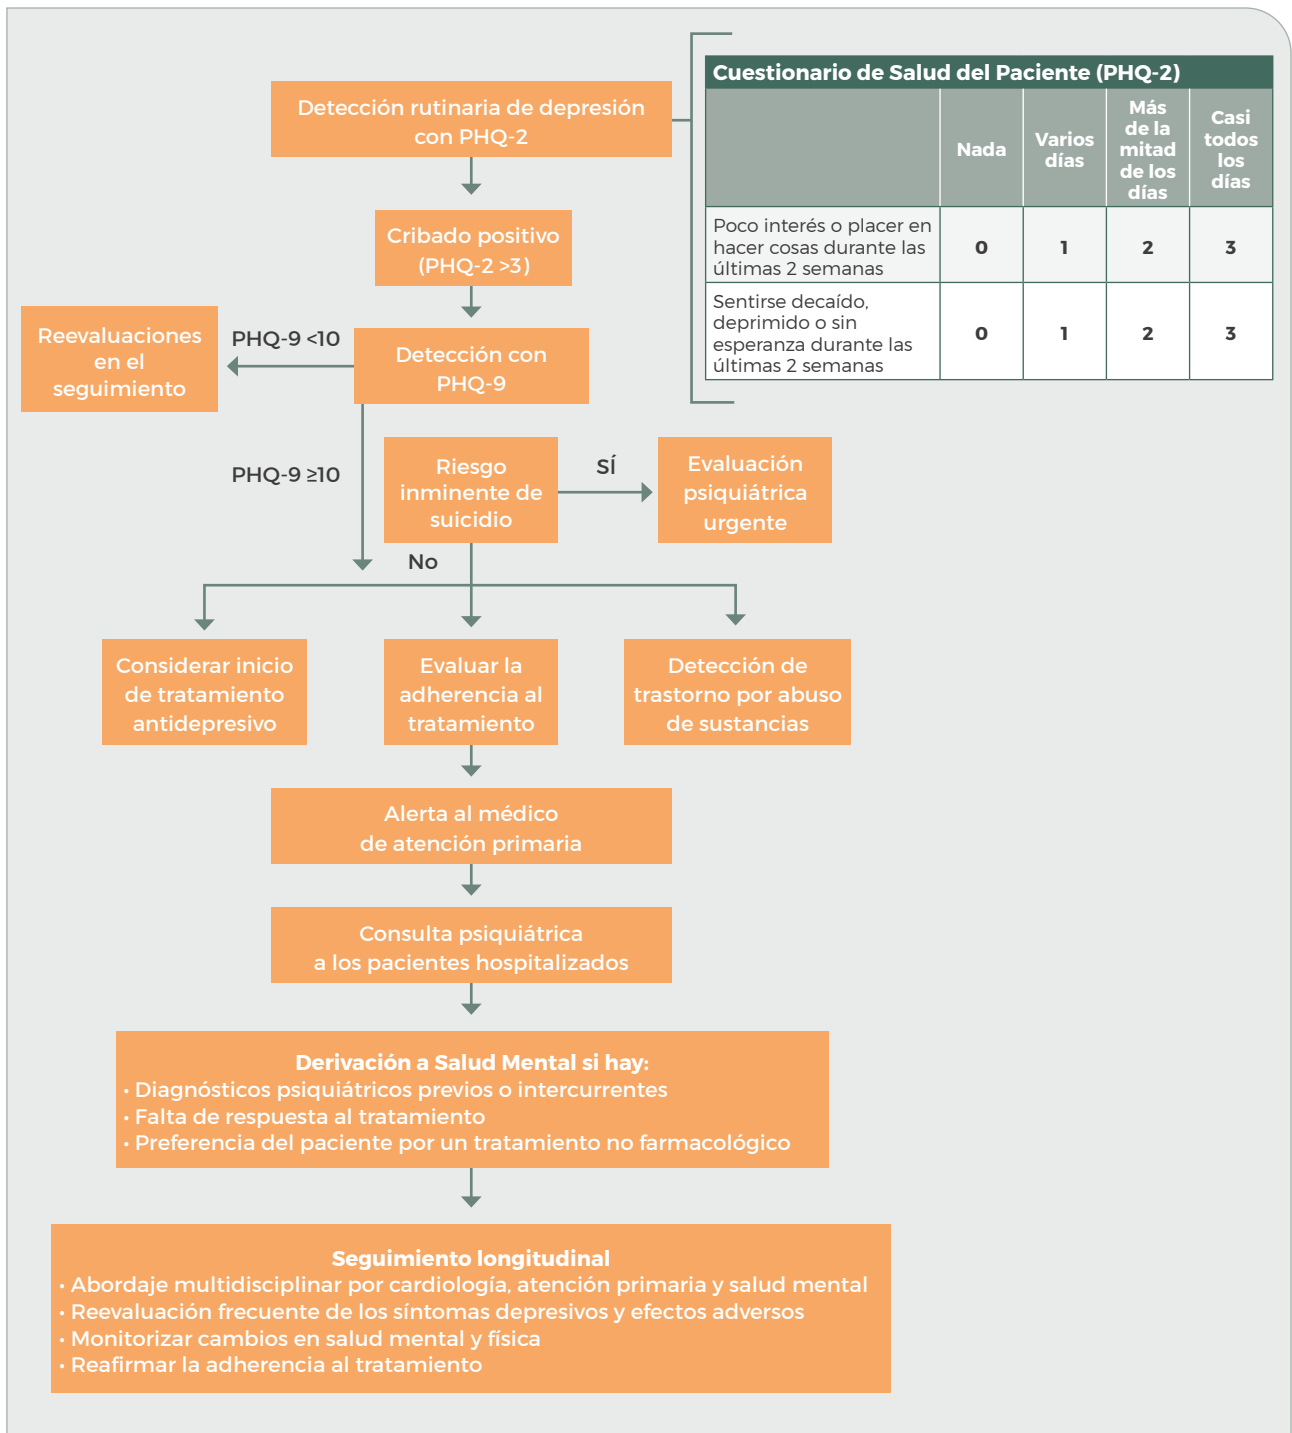 Detección rutinaria de depresión
con PHQ-2
Cuestionario de Salud del Paciente (PHQ-2)
Nada
Varios
días
Más
de la
mitad
de los
días
Casi
todos
los
días
Poco interés o placer en
hacer cosas durante las
últimas 2 semanas
0 1 2 3
Sentirse decaído,
deprimido o sin
esperanza durante las
últimas 2 semanas
0 1 2 3
Cribado positivo
(PHQ-2 >3)
Reevaluaciones
en el
seguimiento
PHQ-9 <10
Detección con
PHQ-9
PHQ-9 ≥10
Riesgo
inminente de
suicidio
SÍ
Evaluación
psiquiátrica
urgente
No
Considerar inicio
de tratamiento
antidepresivo
Evaluar la
adherencia al
tratamiento
Detección de
trastorno por abuso
de sustancias
Alerta al médico
de atención primaria
Consulta psiquiátrica
a los pacientes hospitalizados
Derivación a Salud Mental si hay:
• Diagnósticos psiquiátricos previos o intercurrentes
• Falta de respuesta al tratamiento
• Preferencia del paciente por un tratamiento no farmacológico
Seguimiento longitudinal
• Abordaje multidisciplinar por cardiología, atención primaria y salud mental
• Reevaluación frecuente de los síntomas depresivos y efectos adversos
• Monitorizar cambios en salud mental y física
• Reafirmar la adherencia al tratamiento